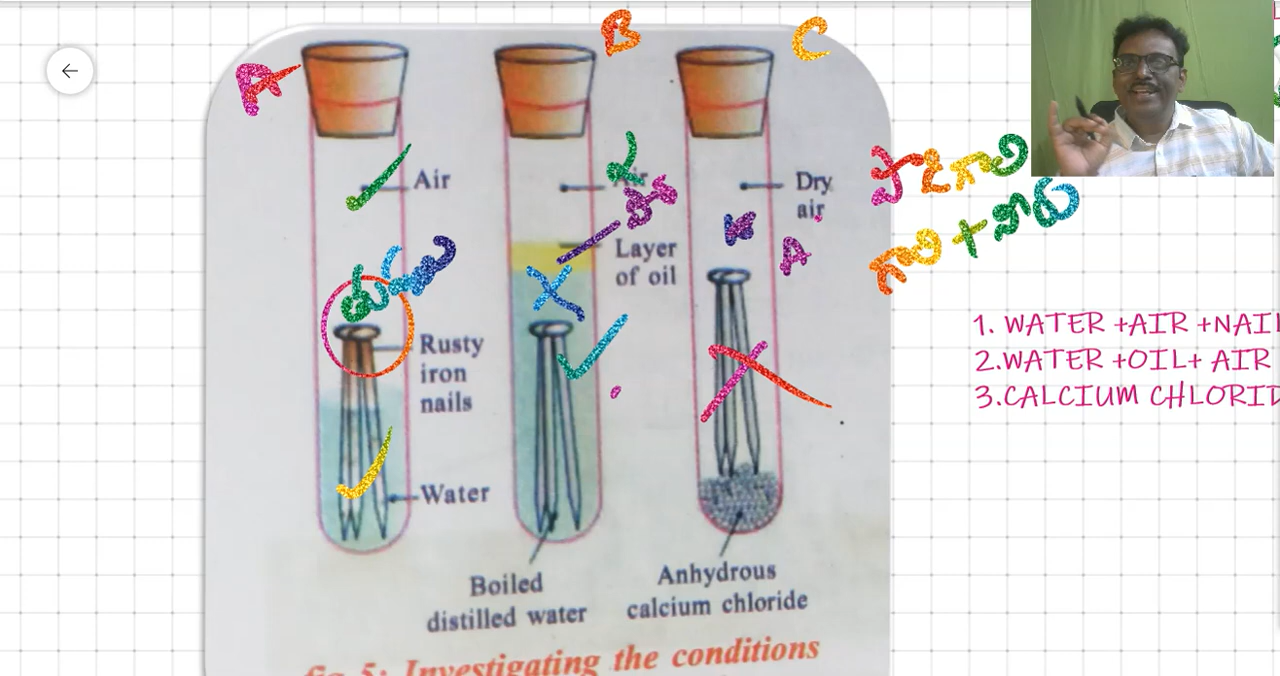 A
B
C
Air
Air
Dry
air
Layer
of oil
Rusty
iron
nails
Water
Boiled
distilled water
Anhydrous
calcium chloride
fig 5: Investigating the conditions
1. WATER +AIR +NAI
2.WATER +OIL+ AIR
3.CALCIUM CHLORID